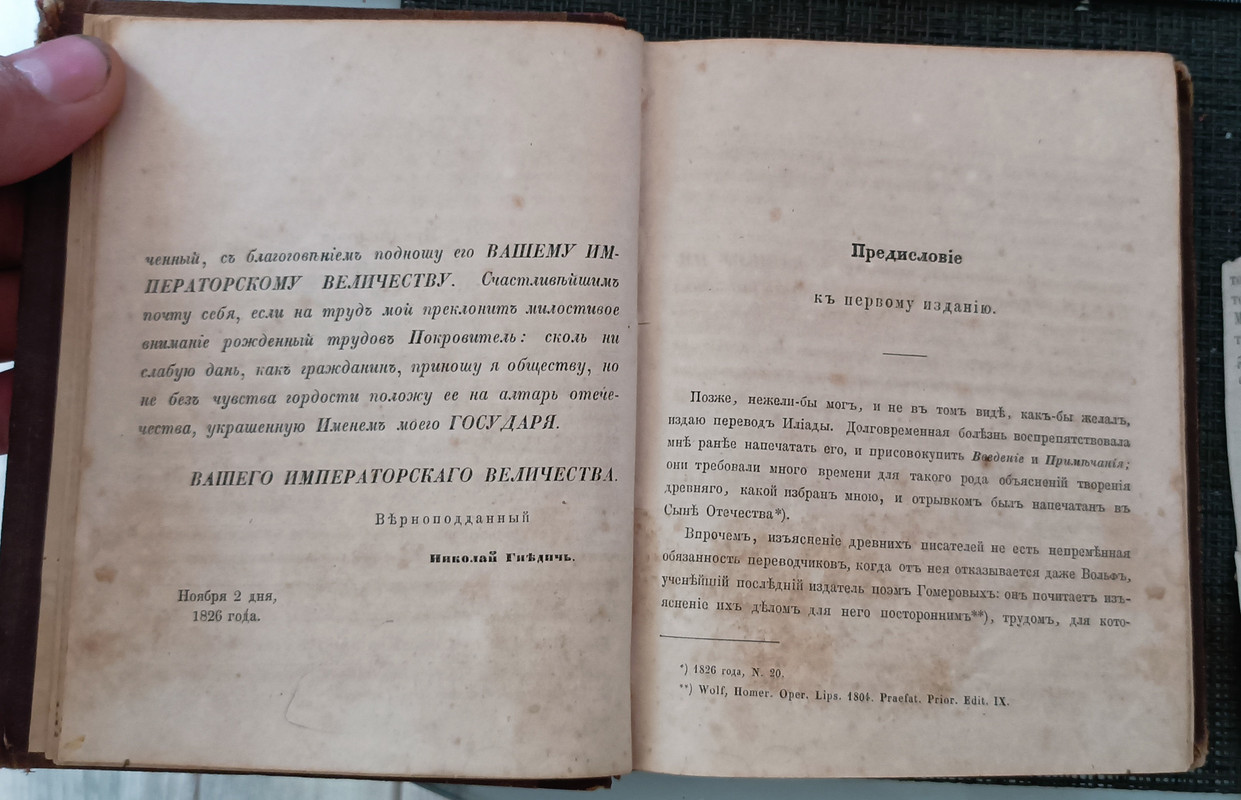 ченный, съ благоговѣніемъ подношу его ВАШЕМУ ИМ-
ПЕРАТОРСКОМУ ВЕЛИЧЕСТВУ. Счастливѣйшимъ
почту себя, если на трудъ мой преклонитъ милостивое
вниманіе рожденный трудовъ Покровитель: сколь ни
слабую дань, какъ гражданинъ, приношу я обществу, но
не безъ чувства гордости положу ее на алтарь отече-
чества, украшенную Именемъ моего ГОСУДАРЯ.
ВАШЕГО ИМПЕРАТОРСКАГО ВЕЛИЧЕСТВА.
Вѣрноподданный
Николай Гнѣдичь.
Ноября 2 дня,
1826 года.
Предисловіе
къ первому изданію.
Позже, нежели-бы могъ, и не въ томъ видѣ, какъ-бы желалъ,
издаю переводъ Иліады. Долговременная болѣзнь воспрепятствовала
мнѣ ранѣе напечатать его, и присовокупить Введеніе и Примѣчанія;
они требовали много времени для такого рода объясненій творенія
древняго, какой избранъ мною, и отрывкомъ былъ напечатанъ въ
Сынѣ Отечества*).
Впрочемъ, изъясненіе древнихъ писателей не есть непремѣнная
обязанность переводчиковъ, когда отъ нея отказывается даже Вольфъ,
ученѣйшій послѣдній издатель поэмъ Гомеровыхъ: онъ почитаетъ изъ-
ясненіе ихъ дѣломъ для него постороннимъ**), трудомъ, для кото-
*) 1826 года, N. 20.
**) Wolf, Homer. Oper. Lips. 1804. Praefat. Prior. Edit. IX.